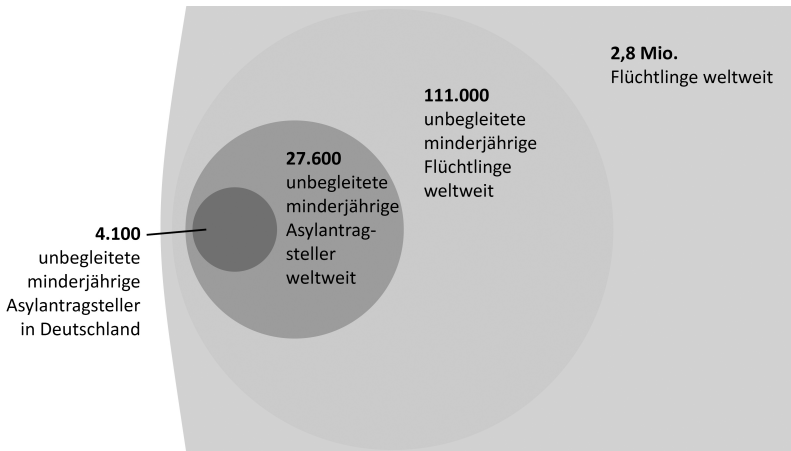 2,8 Mio.
Flüchtlinge weltweit
111.000
unbegleitete
minderjährige
Flüchtlinge
weltweit
27.600
unbegleitete
minderjährige
Asylantrag-
steller
weltweit
4.100
unbegleitete
minderjährige
Asylantragsteller
in Deutschland